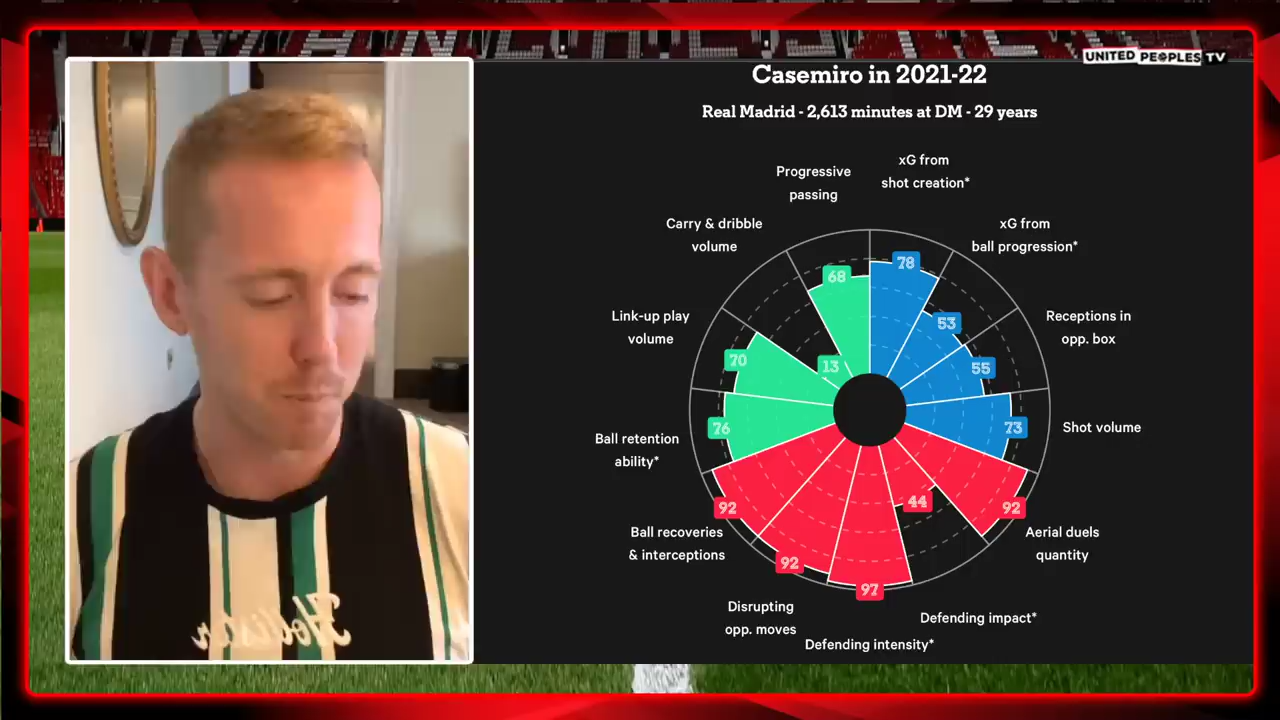 UNITED PEOPLES TV
Casemiro in 2021-22
Real Madrid - 2,613 minutes at DM - 29 years
Progressive
passing
xG from
shot creation*
Carry & dribble
volume
xG from
ball progression*
Link-up play
volume
Receptions in
opp. box
Ball retention
ability*
Shot volume
Ball recoveries
& interceptions
Aerial duels
quantity
Disrupting
opp. moves
Defending impact*
Defending intensity*
68
78
53
13
70
55
76
73
92
44
92
92
97
Hollister